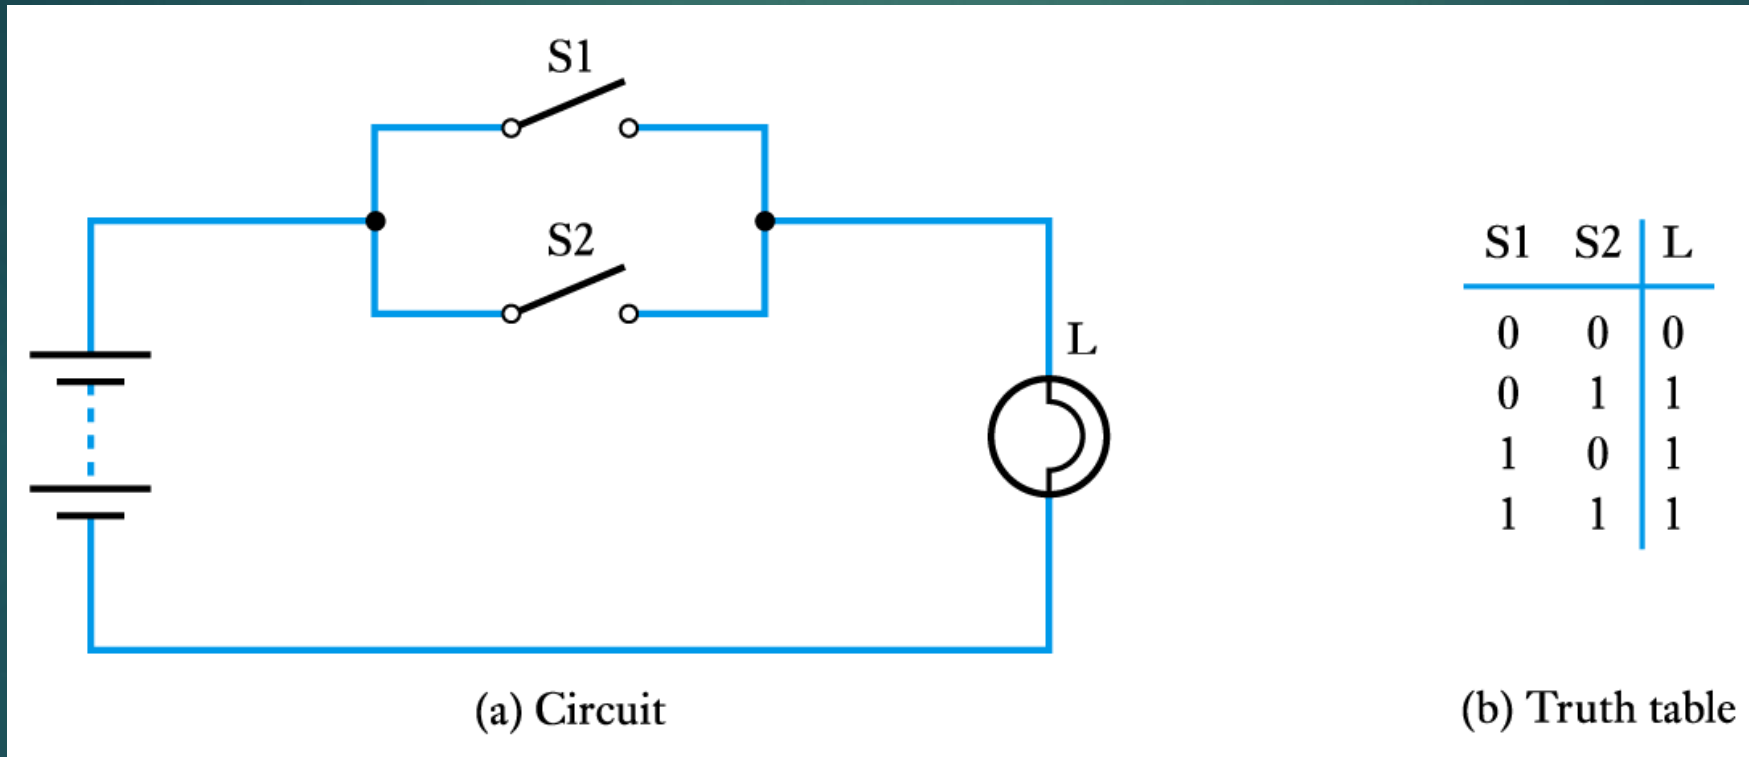 S1
S2
L
(a) Circuit
S1 S2 L
0 0 0
0 1 1
1 0 1
1 1 1
(b) Truth table